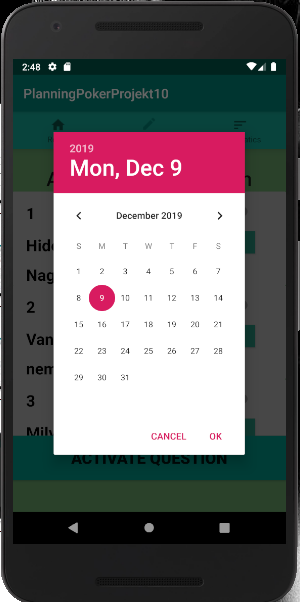 2:48
PlanningPokerProjekt10
2019
Mon, Dec 9
December 2019
S M T W T F S
1 2 3 4 5 6 7
8 9 10 11 12 13 14
15 16 17 18 19 20 21
22 23 24 25 26 27 28
29 30 31
CANCEL OK
1
Hide
Nag
2
Van
nem
3
ACTIVATE QUESTION